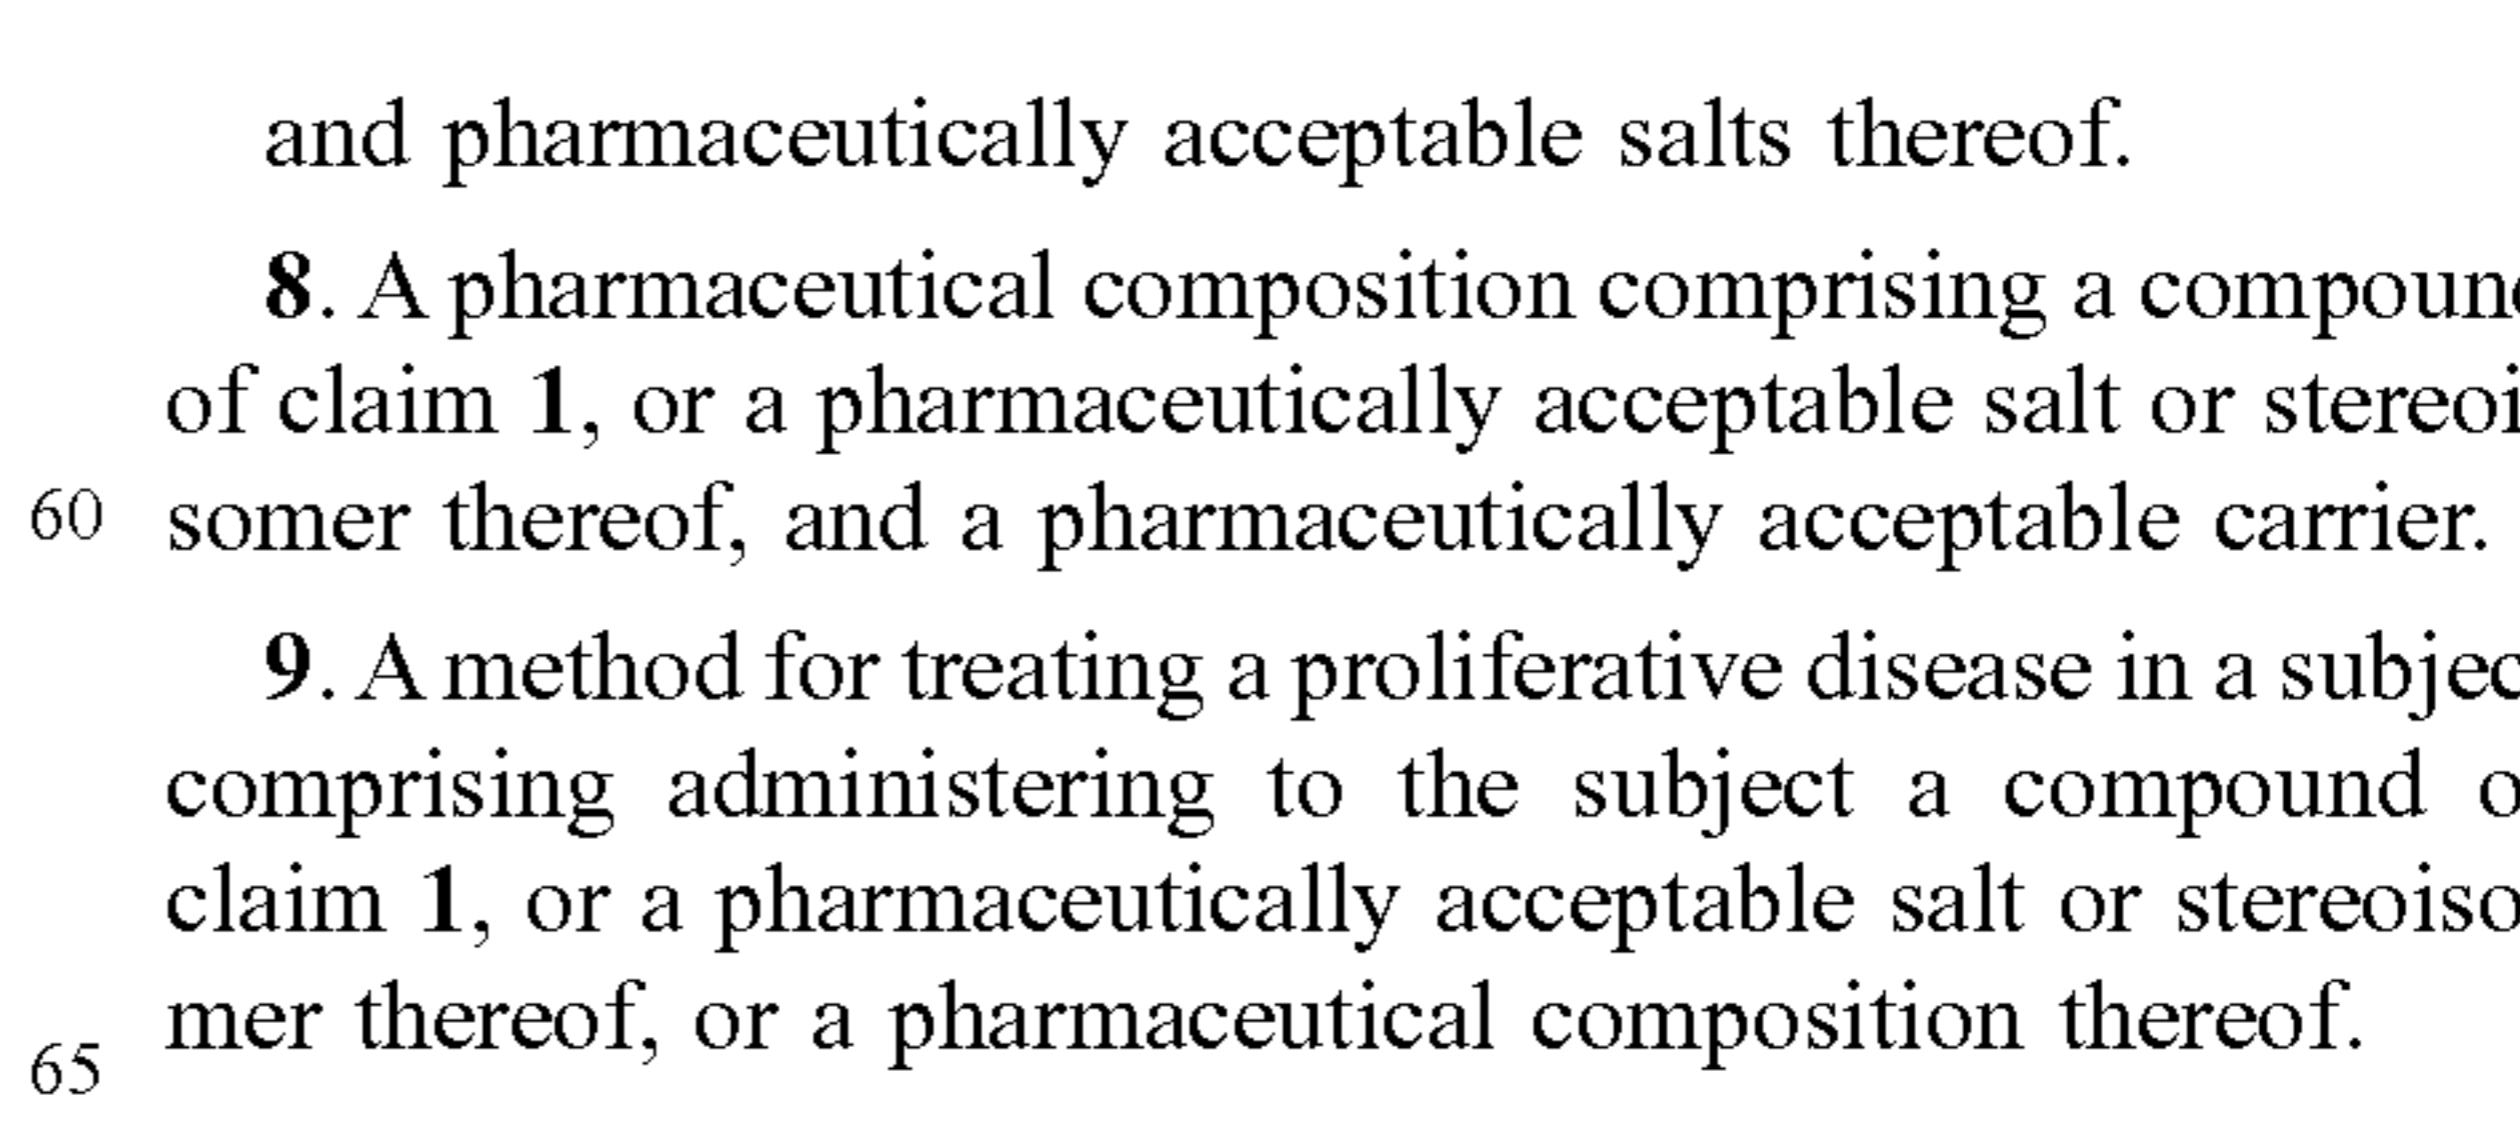 and pharmaceutically acceptable salts thereof.
8. A pharmaceutical composition comprising a compound
of claim 1, or a pharmaceutically acceptable salt or stereoi
60 somer thereof, and a pharmaceutically acceptable carrier.
9. A method for treating a proliferative disease in a subjec
comprising administering to the subject a compound o
claim 1, or a pharmaceutically acceptable salt or stereoiso
mer thereof, or a pharmaceutical composition thereof.
65